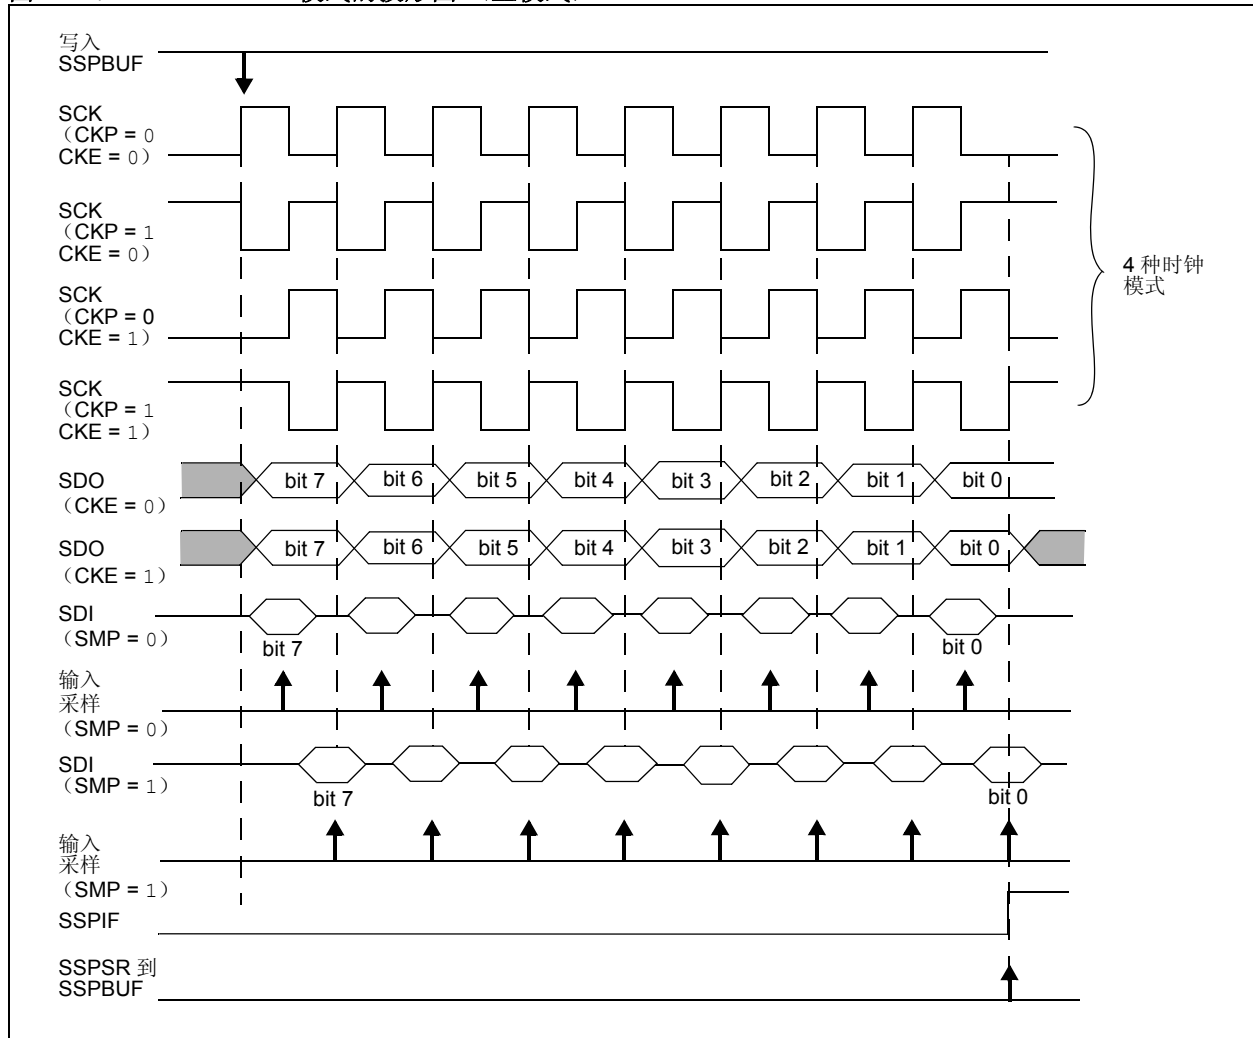 写入
SSPBUF
SCK
（CKP = 0
CKE = 0）
SCK
（CKP = 1
CKE = 0）
SCK
（CKP = 0
CKE = 1）
SCK
（CKP = 1
CKE = 1）
4 种时钟
模式
SDO
（CKE = 0）
bit 7 bit 6 bit 5 bit 4 bit 3 bit 2 bit 1 bit 0
SDO
（CKE = 1）
bit 7 bit 6 bit 5 bit 4 bit 3 bit 2 bit 1 bit 0
SDI
（SMP = 0）
bit 7 bit 0
输入
采样
（SMP = 0）
SDI
（SMP = 1）
bit 7 bit 0
输入
采样
（SMP = 1）
SSPIF
SSPSR 到
SSPBUF